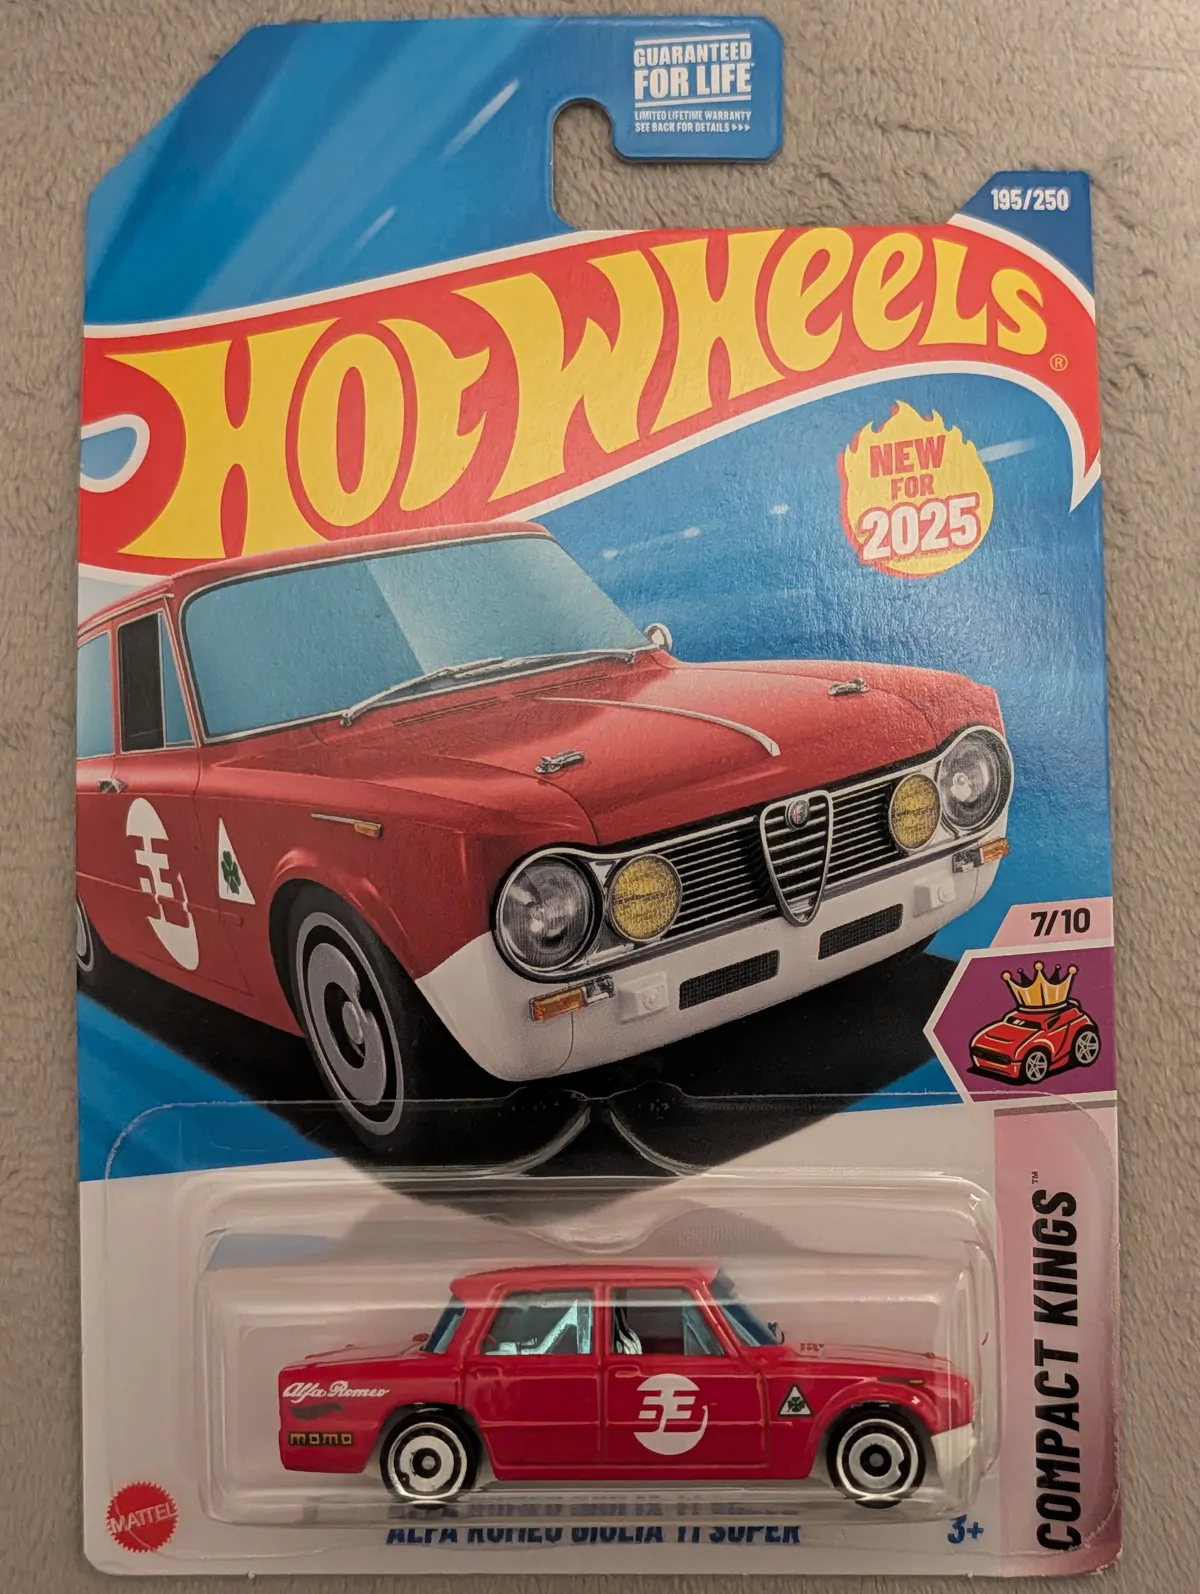 GUARANTEED
FOR LIFE
LIMITED LIFETIME WARRANTY
SEE BACK FOR DETAILS >>>
195/250
HOT WHEELS®
NEW
FOR
2025
7/10
COMPACT KINGS™
Alfa Romeo
momo
MATTEL
ALFA ROMEO GIULIA TI SUPER
3+